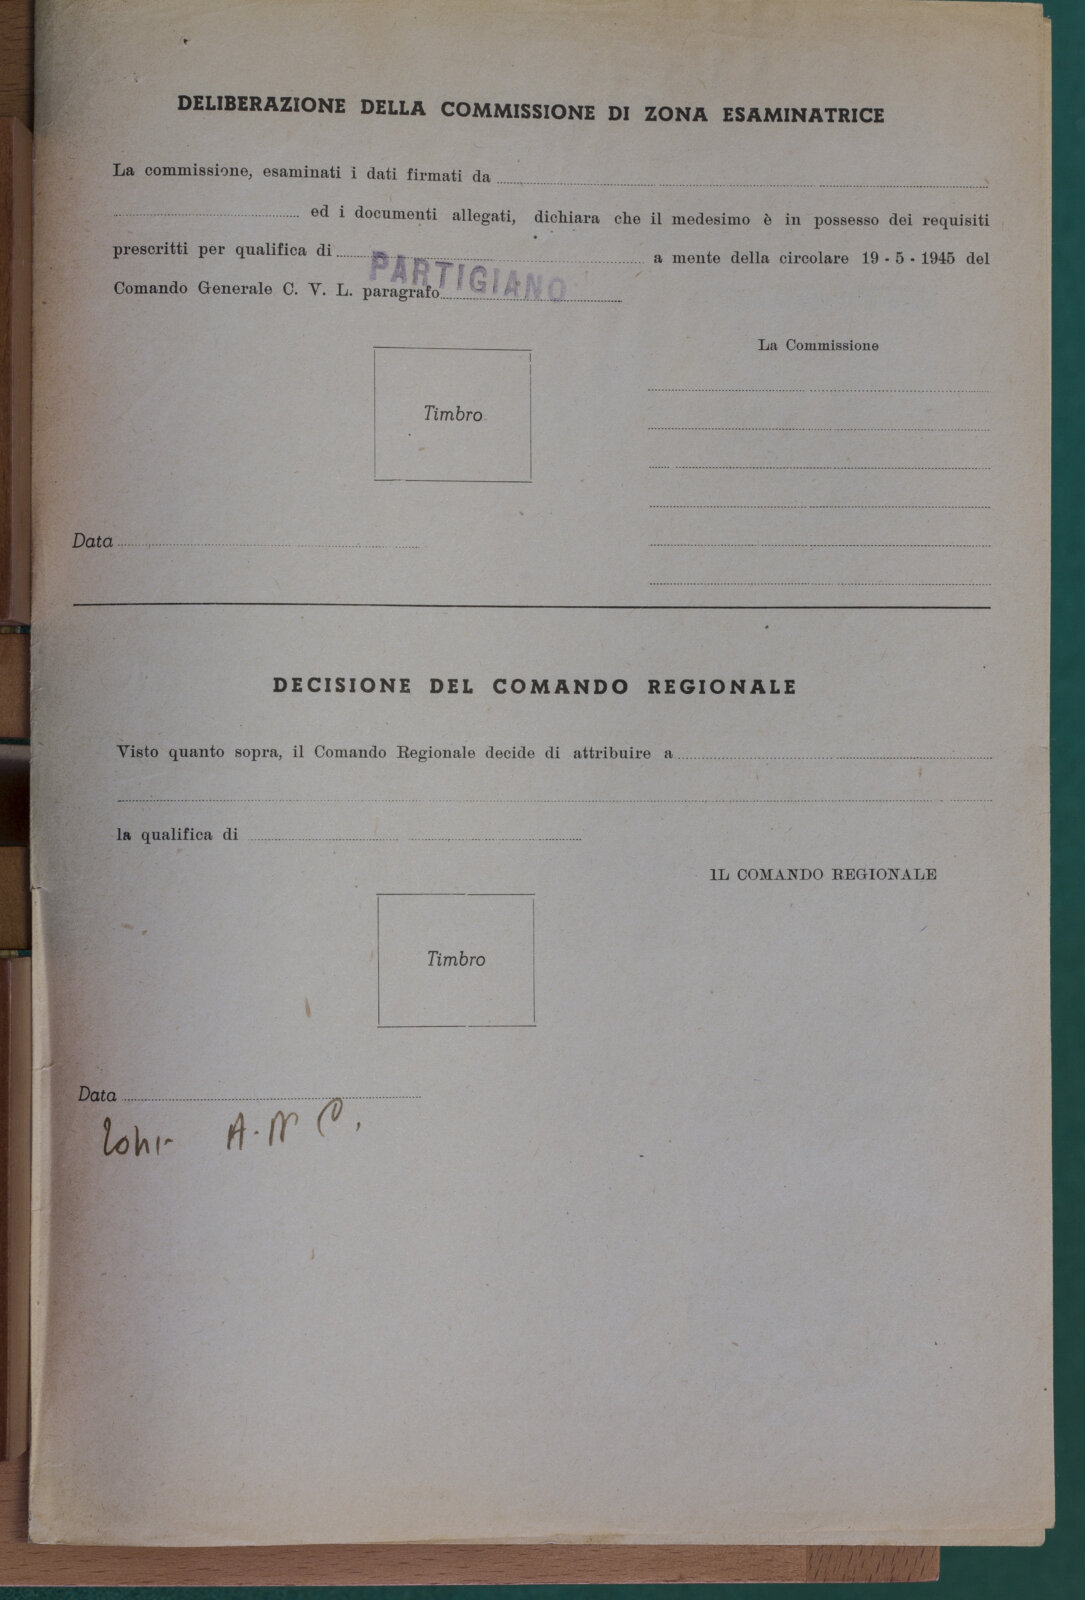 DELIBERAZIONE DELLA COMMISSIONE DI ZONA ESAMINATRICE
La commissione, esaminati i dati firmati da
ed i documenti allegati, dichiara che il medesimo è in possesso dei requisiti
prescritti per qualifica di PARTIGIANO a mente della circolare 19 - 5 - 1945 del
Comando Generale C. V. L. paragrafo
La Commissione
Timbro
Data
DECISIONE DEL COMANDO REGIONALE
Visto quanto sopra, il Comando Regionale decide di attribuire a
la qualifica di
IL COMANDO REGIONALE
Timbro
Data
A.N.P.